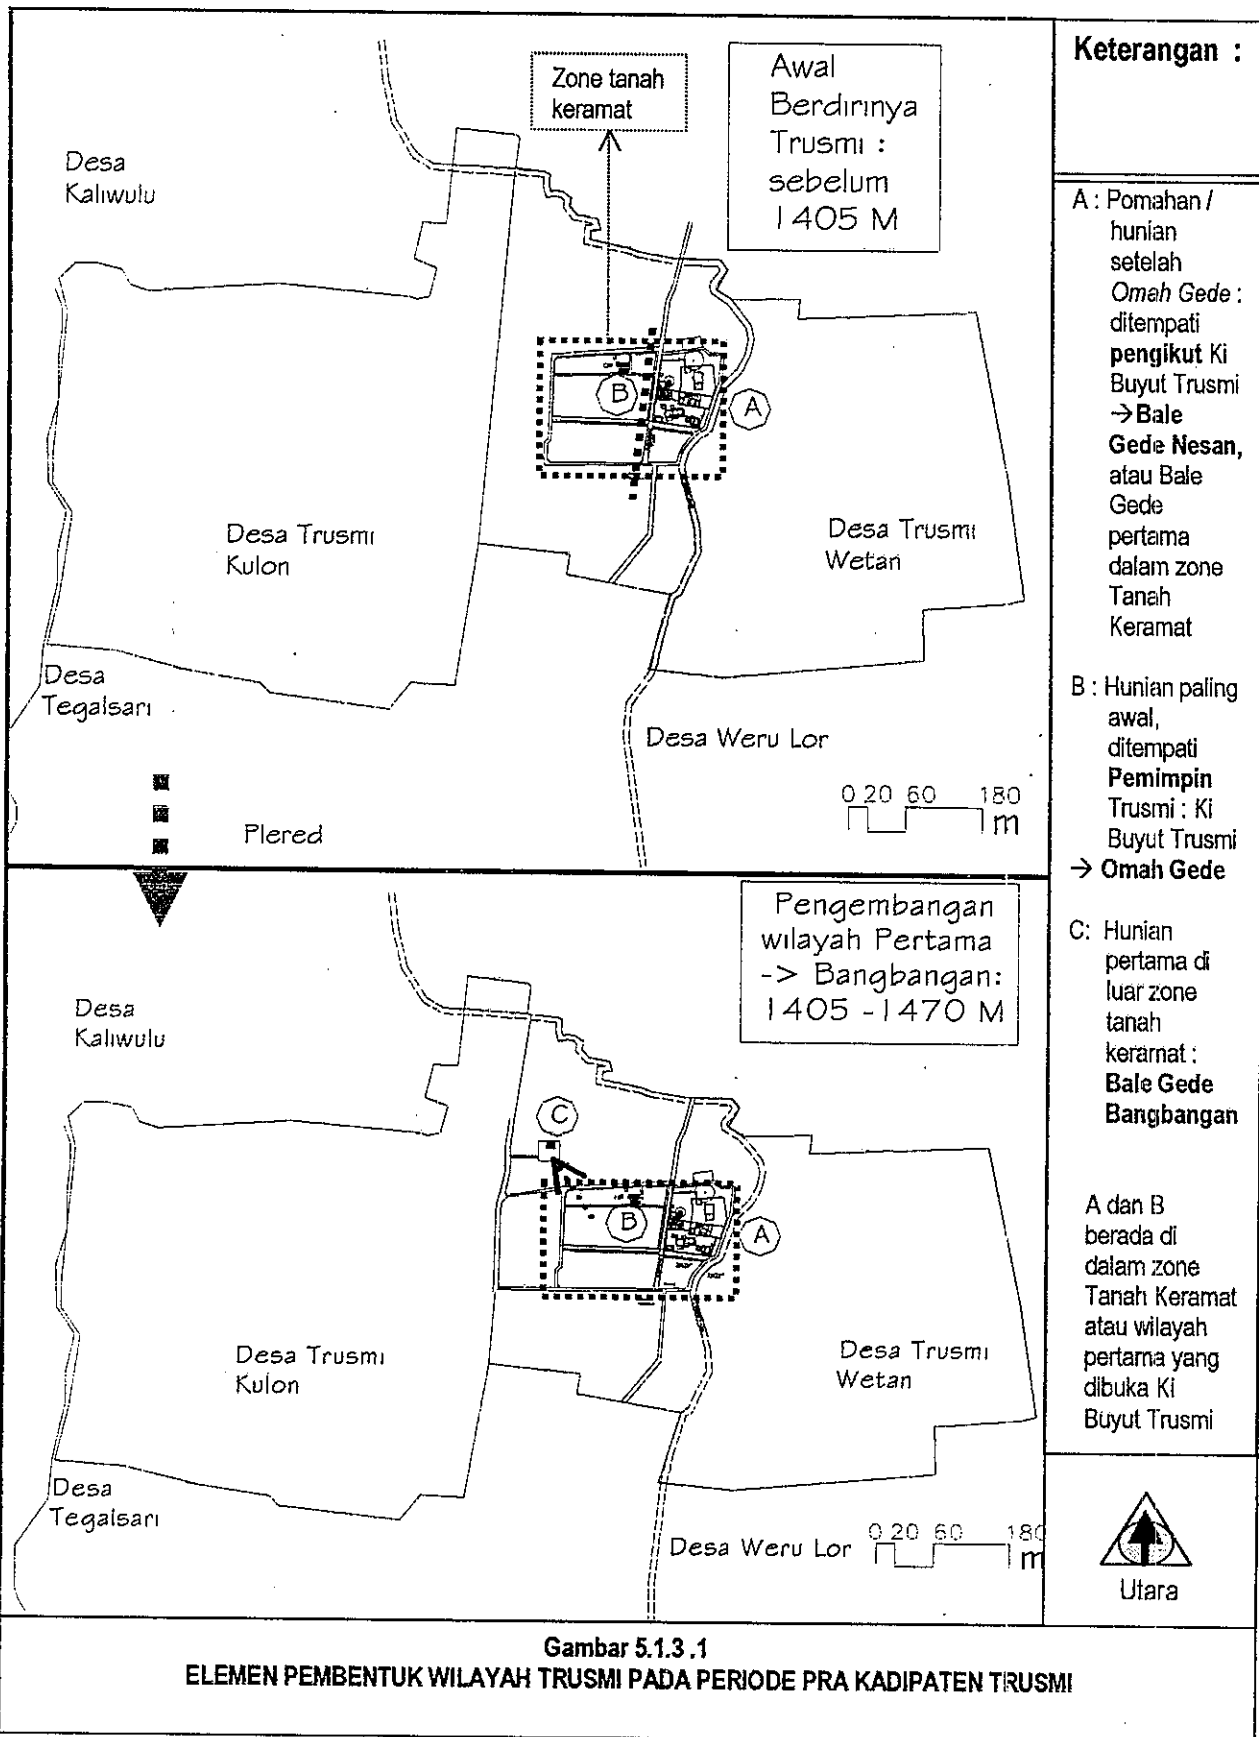 Zone tanah
keramat
Awal
Berdirinya
Trusmi :
sebelum
1405 M
Desa
Kaliwulu
B
A
Desa Trusmi
Kulon
Desa Trusmi
Wetan
Desa
Tegalsari
Desa Weru Lor
0 20 60 180
m
Plered
Pengembangan
wilayah Pertama
-> Bangbangan:
1405 -1470 M
Desa
Kaliwulu
C
B
A
Desa Trusmi
Kulon
Desa Trusmi
Wetan
Desa
Tegalsari
Desa Weru Lor
0 20 60 180
m
Keterangan :
A : Pomahan /
hunian
setelah
Omah Gede :
ditempati
pengikut Ki
Buyut Trusmi
→Bale
Gede Nesan,
atau Bale
Gede
pertama
dalam zone
Tanah
Keramat
B : Hunian paling
awal,
ditempati
Pemimpin
Trusmi : Ki
Buyut Trusmi
→ Omah Gede
C: Hunian
pertama di
luar zone
tanah
keramat :
Bale Gede
Bangbangan
A dan B
berada di
dalam zone
Tanah Keramat
atau wilayah
pertama yang
dibuka Ki
Buyut Trusmi
Utara
Gambar 5.1.3 .1
ELEMEN PEMBENTUK WILAYAH TRUSMI PADA PERIODE PRA KADIPATEN TRUSMI